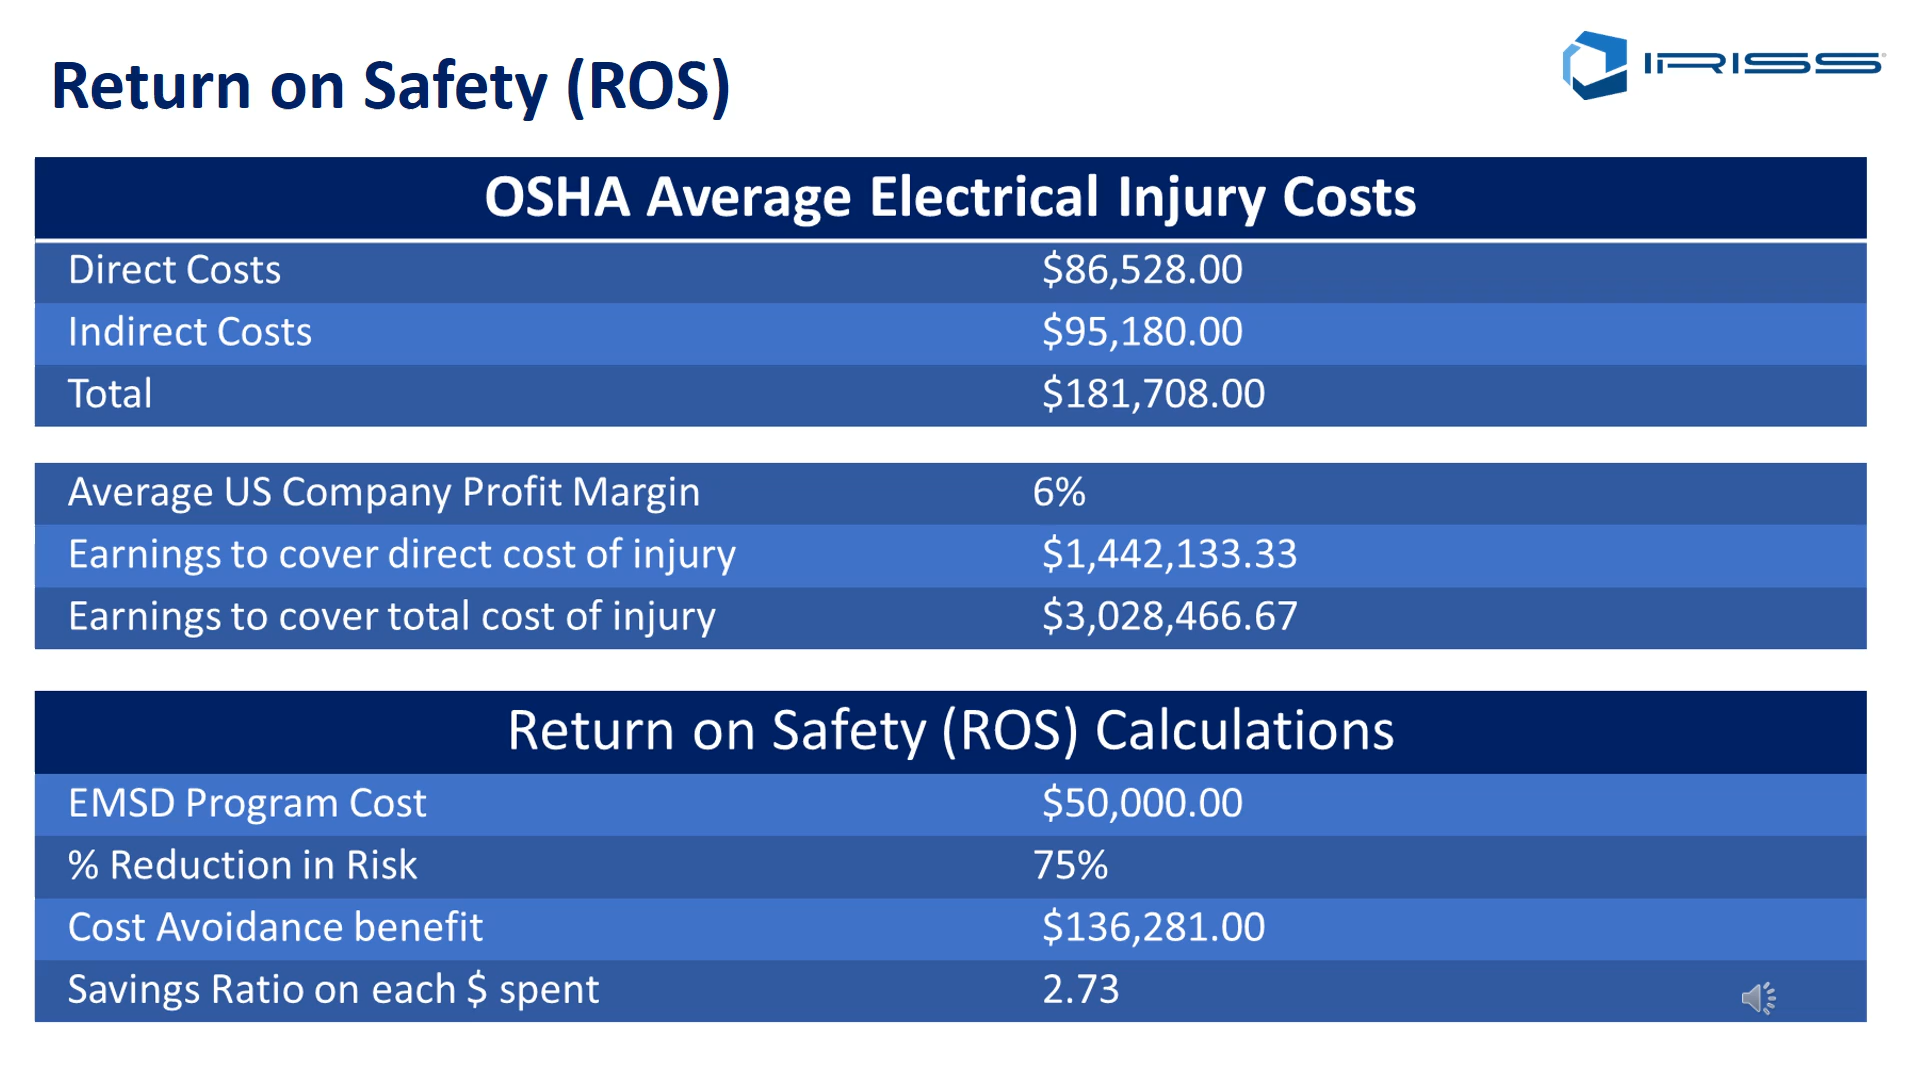 Return on Safety (ROS)
IRISS
OSHA Average Electrical Injury Costs
Direct Costs $86,528.00
Indirect Costs $95,180.00
Total $181,708.00
Average US Company Profit Margin 6%
Earnings to cover direct cost of injury $1,442,133.33
Earnings to cover total cost of injury $3,028,466.67
Return on Safety (ROS) Calculations
EMSD Program Cost $50,000.00
% Reduction in Risk 75%
Cost Avoidance benefit $136,281.00
Savings Ratio on each $ spent 2.73